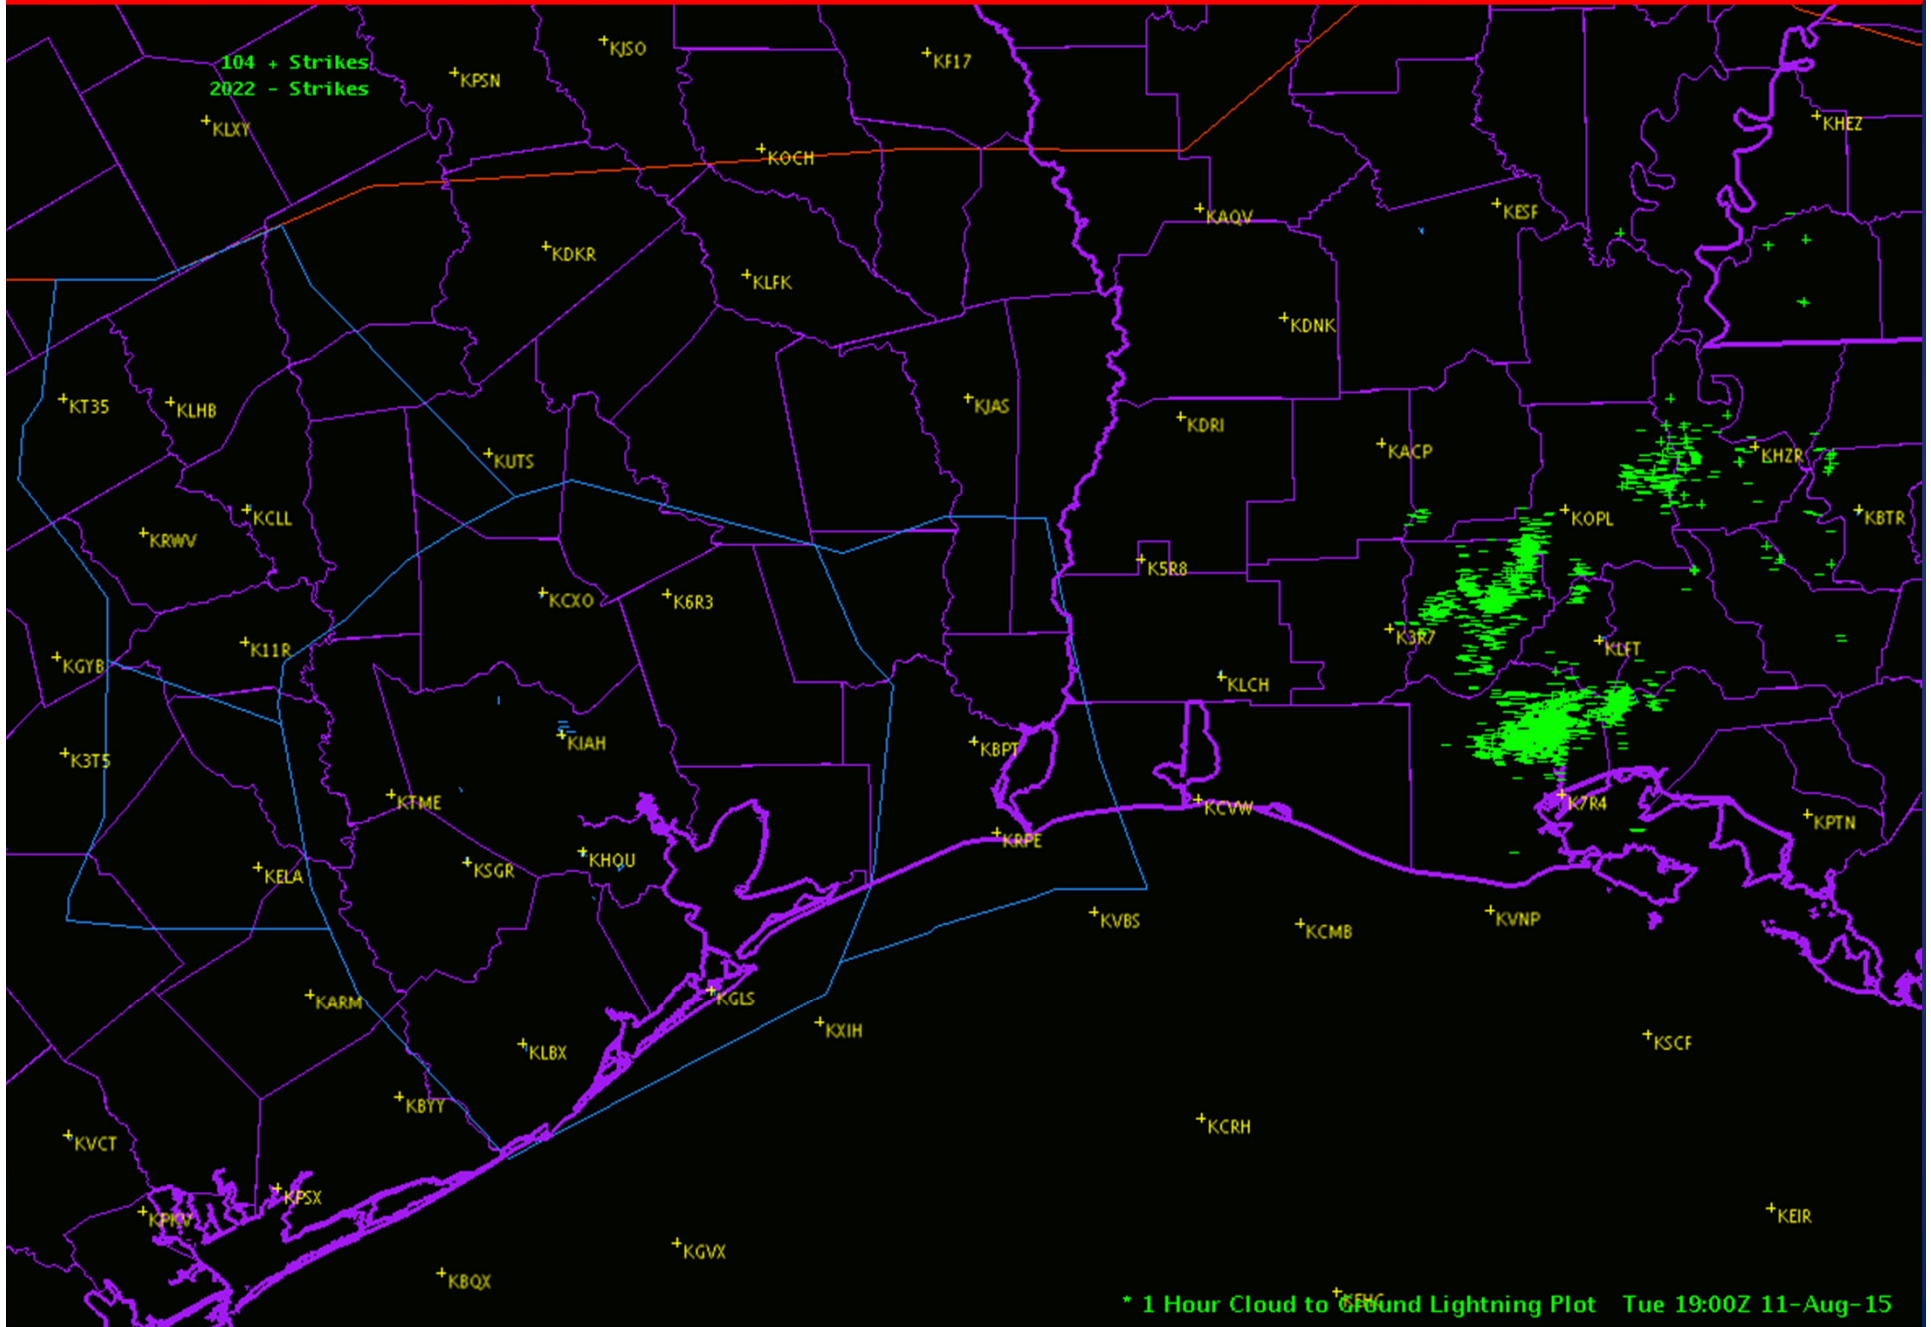 KJSO
KF17
104 + Strikes
KPSN
2022 - Strikes
KLXY
KHEZ
KOCH
KAQV
KESF
KDKR
KLFK
KDNK
KT35
KLHB
KJAS
KDRI
KACP
KHZR
KUTS
KCLL
KOPL
KBTR
KRWV
K5R8
KCXO
K6R3
K3R7
K11R
KLFT
KGYB
KLCH
KIAH
KBPT
K3T5
KTME
K7R4
KCVW
KPTN
KRPE
KHOU
KSGR
KELA
KVBS
KVNP
KCMB
KGLS
KARM
KXIH
KSCF
KLBX
KBYY
KCRH
KVCT
KPSX
KPKV
KEIR
KGVX
KBQX
* 1 Hour Cloud to Ground Lightning Plot Tue 19:00Z 11-Aug-15